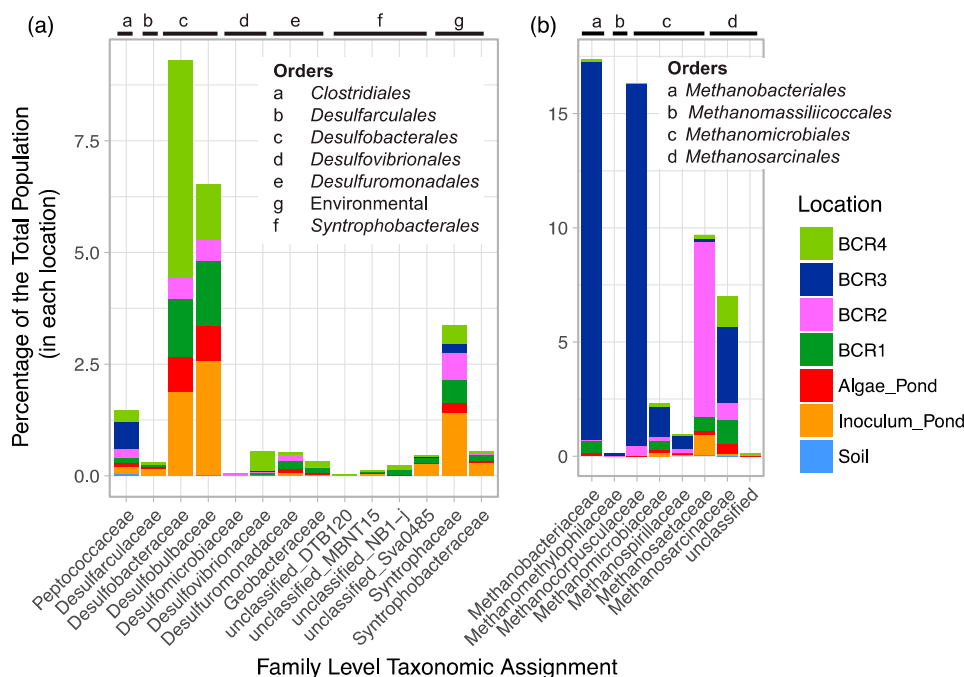 (a)
a b c d e f g
Percentage of the Total Population
(in each location)
7.5
5.0
2.5
0.0
Orders
a Clostridiales
b Desulfarculales
c Desulfobacterales
d Desulfovibrionales
e Desulfuromonadales
g Environmental
f Syntrophobacterales
Peptococcaceae
Desulfarculaceae
Desulfobacteraceae
Desulfobulbaceae
Desulfomicrobiaceae
Desulfovibrionaceae
Desulfuromonadaceae
Geobacteraceae
unclassified_DTB120
unclassified_MBNT15
unclassified_NB1-j
unclassified_Sva0485
Syntrophaceae
Syntrophobacteraceae
(b)
a b c d
15
10
5
0
Orders
a Methanobacteriales
b Methanomassiliicoccales
c Methanomicrobiales
d Methanosarcinales
Methanobacteriaceae
Methanomethylophilaceae
Methanocorpusculaceae
Methanomicrobiaceae
Methanospirillaceae
Methanosaetaceae
Methanosarcinaceae
unclassified
Family Level Taxonomic Assignment
Location
BCR4
BCR3
BCR2
BCR1
Algae_Pond
Inoculum_Pond
Soil